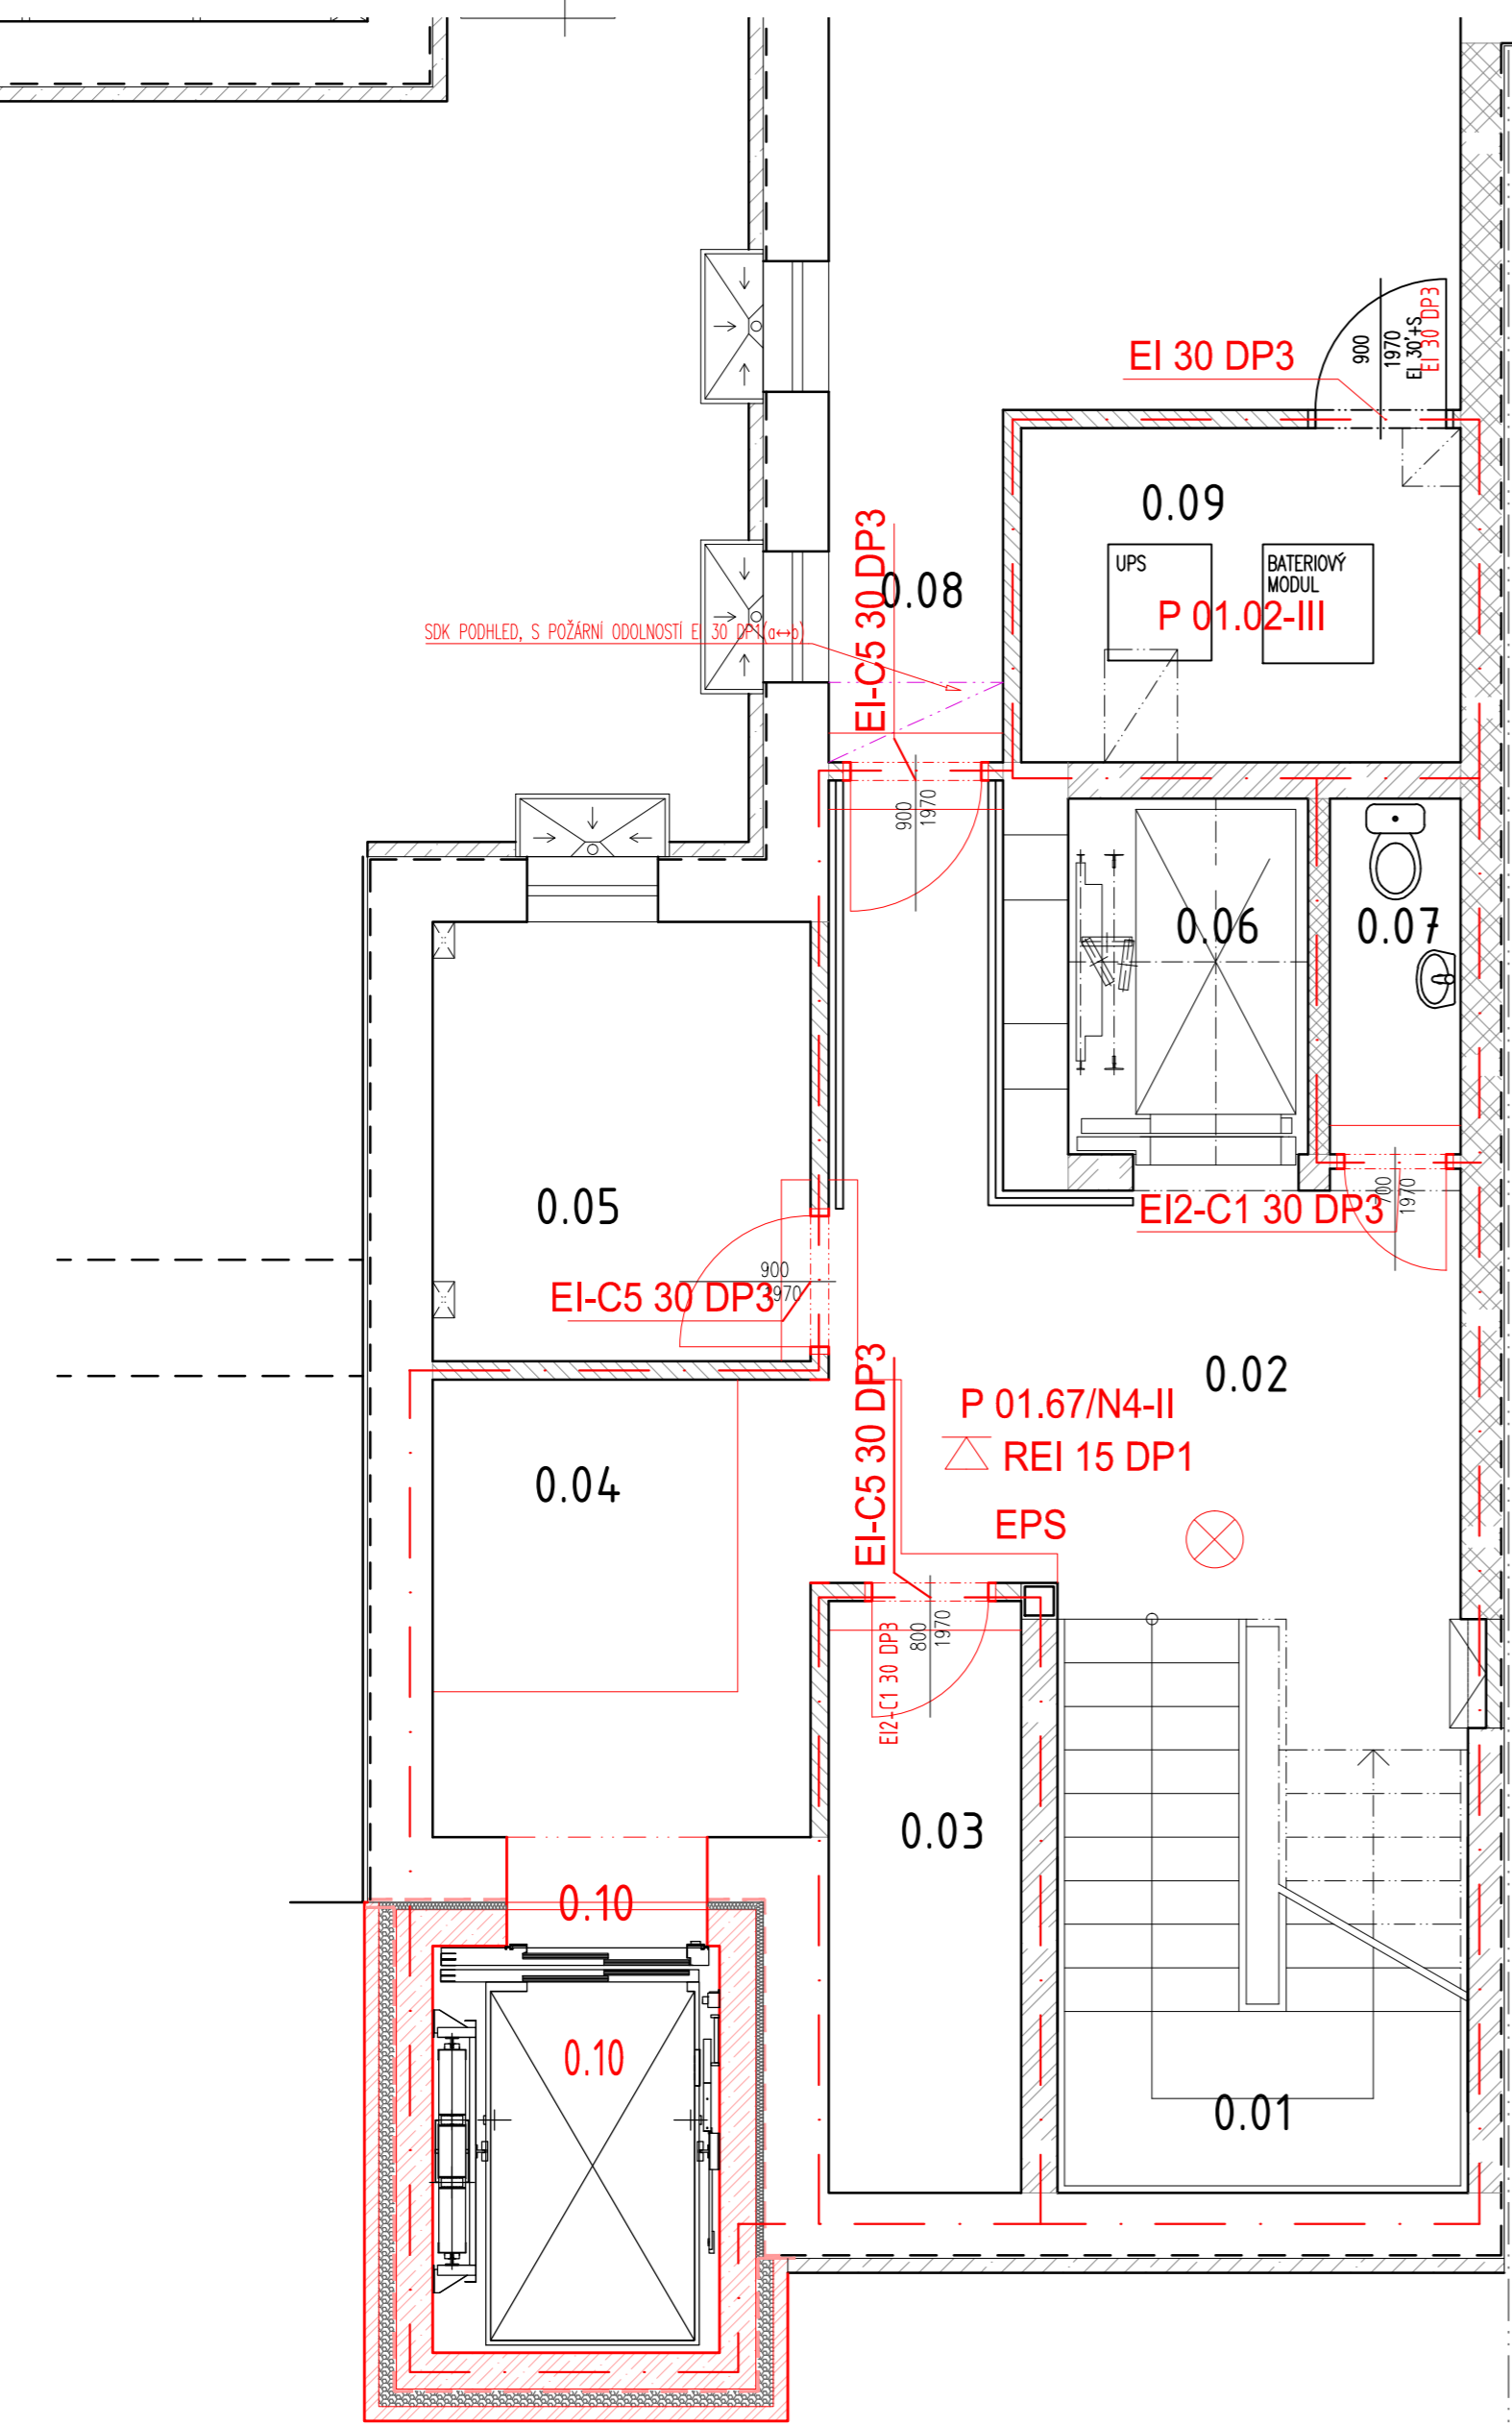 900
1970
EI 30'+S
EI 30 DP3
EI 30 DP3
0.09
UPS
BATERIOVÝ
MODUL
P 01.02-III
EI-C5 30 DP3
0.08
SDK PODHLED, S POŽÁRNÍ ODOLNOSTÍ EI 30 DP1(a↔b)
900
1970
0.06
0.07
0.05
EI2-C1 30 DP3
700
1970
900
1970
EI-C5 30 DP3
EI-C5 30 DP3
0.02
P 01.67/N4-II
REI 15 DP1
0.04
EPS
EI2-C1 30 DP3
800
1970
0.03
0.10
0.10
0.01